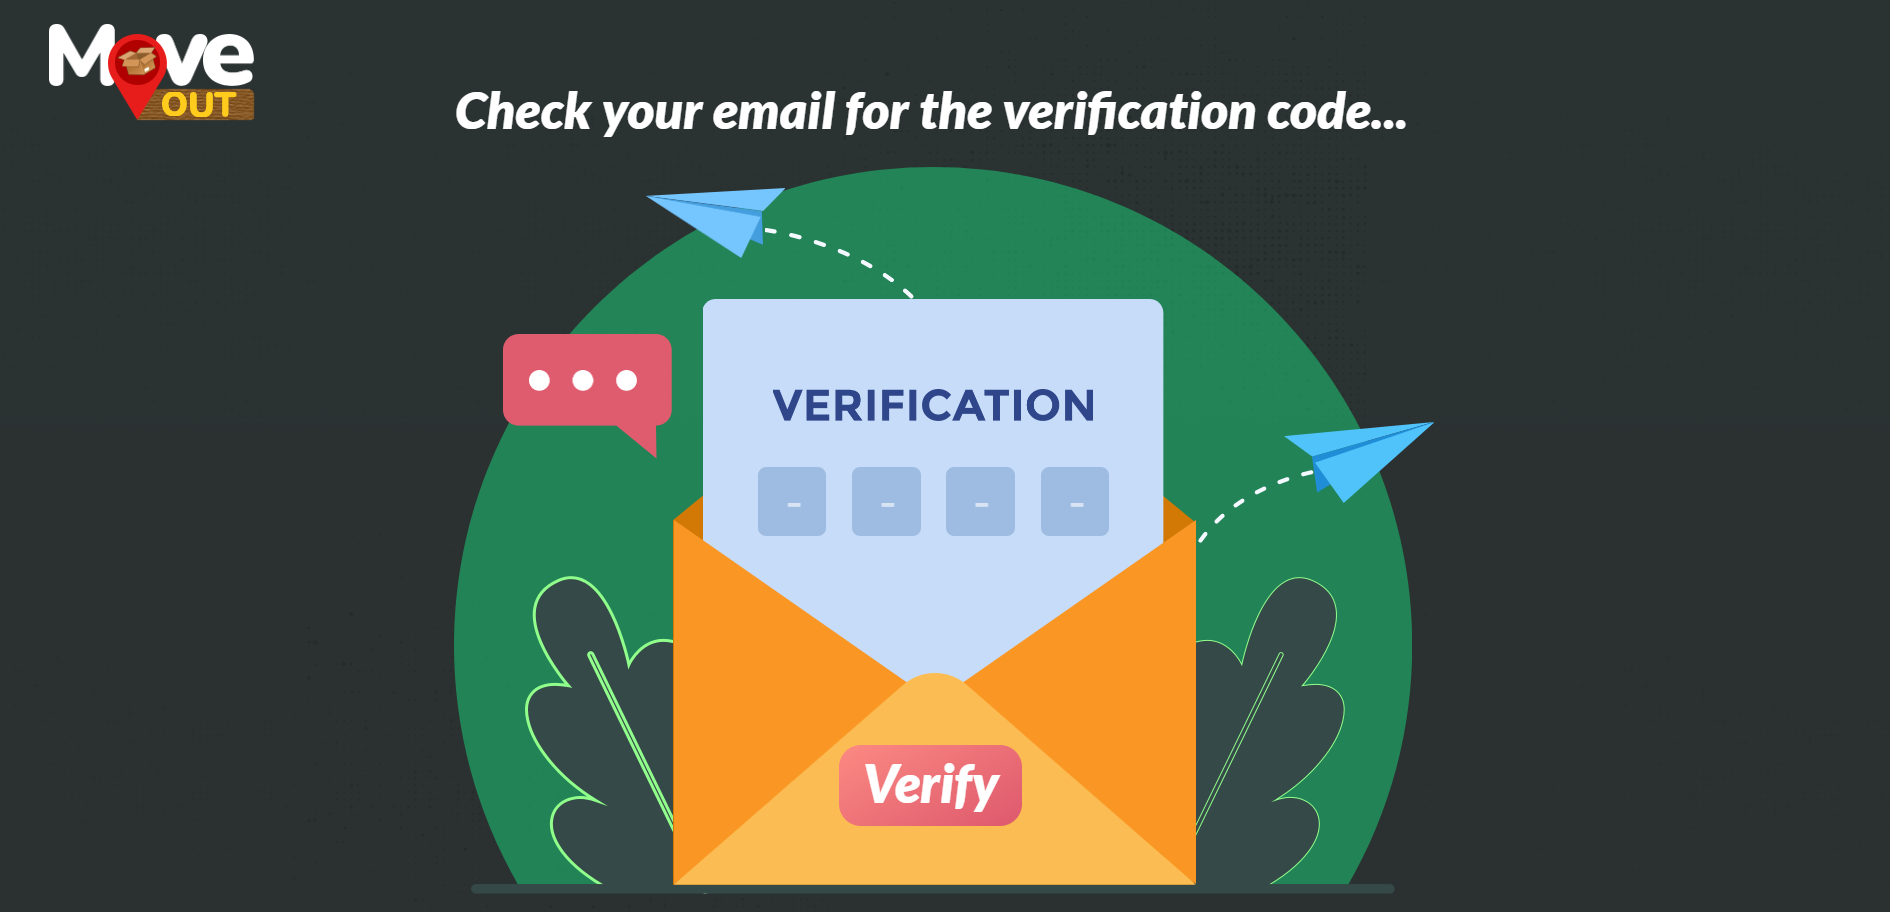 Move
OUT
Check your email for the verification code...
VERIFICATION
- - - -
Verify